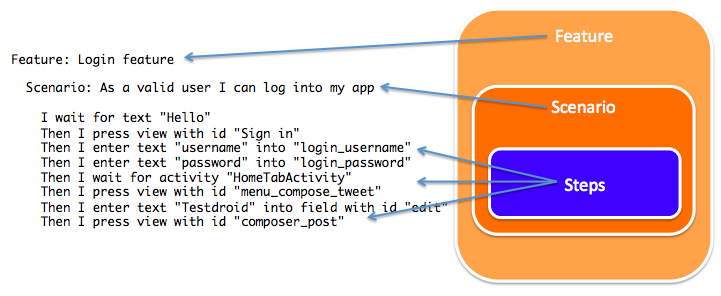 Feature: Login feature
Scenario: As a valid user I can log into my app
I wait for text "Hello"
Then I press view with id "Sign in"
Then I enter text "username" into "login_username"
Then I enter text "password" into "login_password"
Then I wait for activity "HomeTabActivity"
Then I press view with id "menu_compose_tweet"
Then I enter text "Testdroid" into field with id "edit"
Then I press view with id "composer_post"
Feature
Scenario
Steps